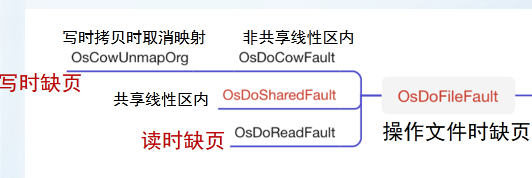 写时拷贝时取消映射 非共享线性区内
OsCowUnmapOrg OsDoCowFault
写时缺页
共享线性区内 OsDoSharedFault
OsDoFileFault
读时缺页 OsDoReadFault
操作文件时缺页